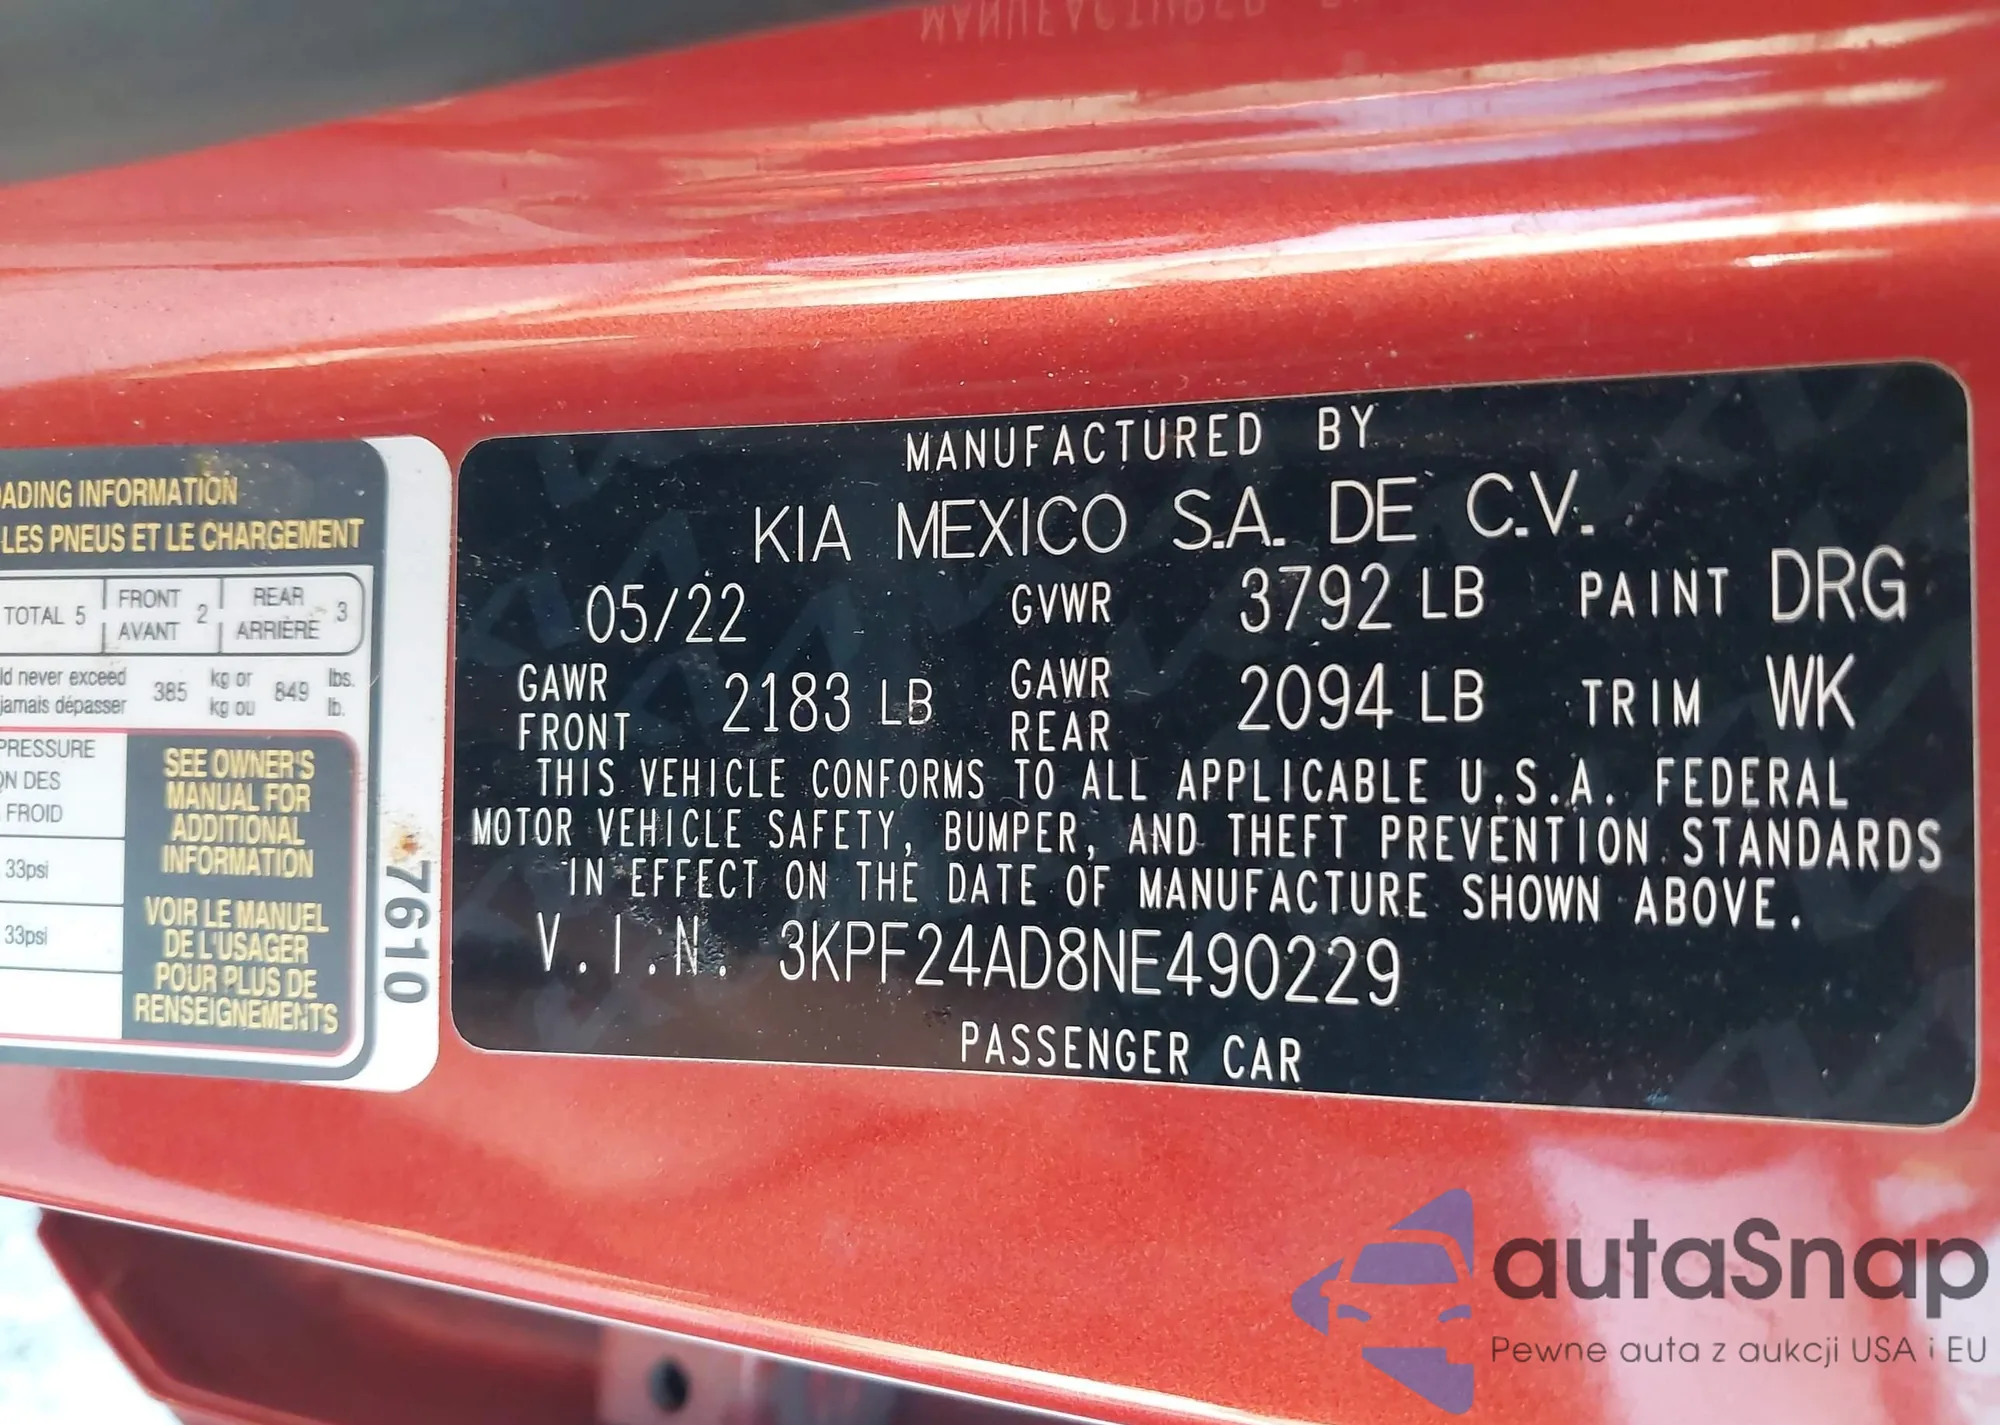 ADING INFORMATION
LES PNEUS ET LE CHARGEMENT
TOTAL 5
FRONT
AVANT
2
REAR
ARRIÈRE
3
ld never exceed
jamais dépasser
385
kg or
kg ou
849
lbs.
lb.
PRESSURE
ON DES
FROID
33psi
33psi
SEE OWNER'S
MANUAL FOR
ADDITIONAL
INFORMATION
VOIR LE MANUEL
DE L'USAGER
POUR PLUS DE
RENSEIGNEMENTS
7610
MANUFACTURED BY
KIA MEXICO S.A. DE C.V.
05/22 GVWR 3792 LB PAINT DRG
GAWR FRONT 2183 LB GAWR REAR 2094 LB TRIM WK
THIS VEHICLE CONFORMS TO ALL APPLICABLE U.S.A. FEDERAL
MOTOR VEHICLE SAFETY, BUMPER, AND THEFT PREVENTION STANDARDS
IN EFFECT ON THE DATE OF MANUFACTURE SHOWN ABOVE.
V.I.N. 3KPF24AD8NE490229
PASSENGER CAR
autaSnap
Pewne auta z aukcji USA i EU